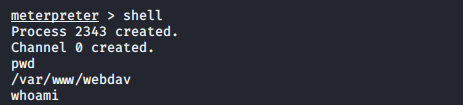 meterpreter > shell
Process 2343 created.
Channel 0 created.
pwd
/var/www/webdav
whoami